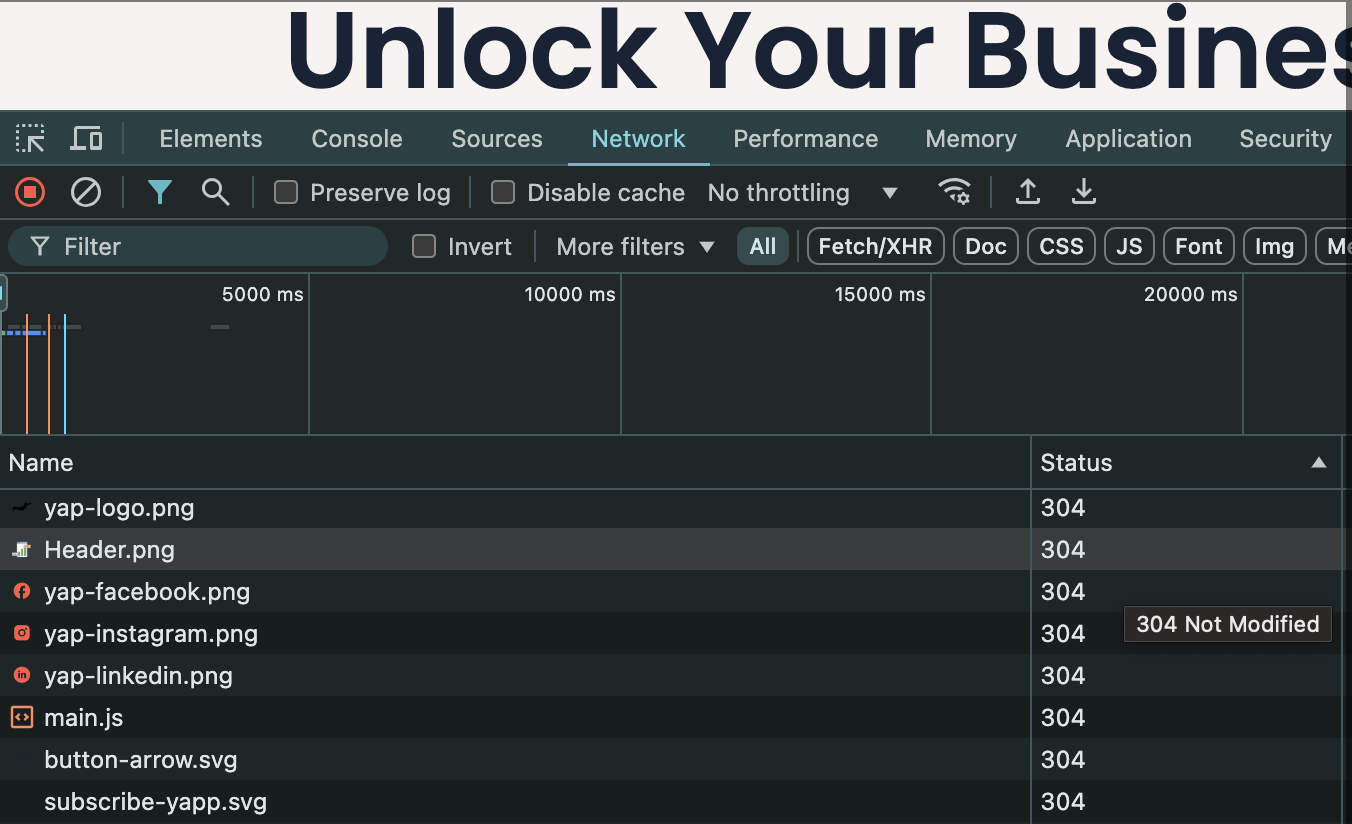 Unlock Your Busines
Elements Console Sources Network Performance Memory Application Security
Preserve log Disable cache No throttling
Filter Invert More filters All Fetch/XHR Doc CSS JS Font Img
5000 ms 10000 ms 15000 ms 20000 ms
Name Status
yap-logo.png 304
Header.png 304
yap-facebook.png 304
yap-instagram.png 304
304 Not Modified
yap-linkedin.png 304
main.js 304
button-arrow.svg 304
subscribe-yapp.svg 304